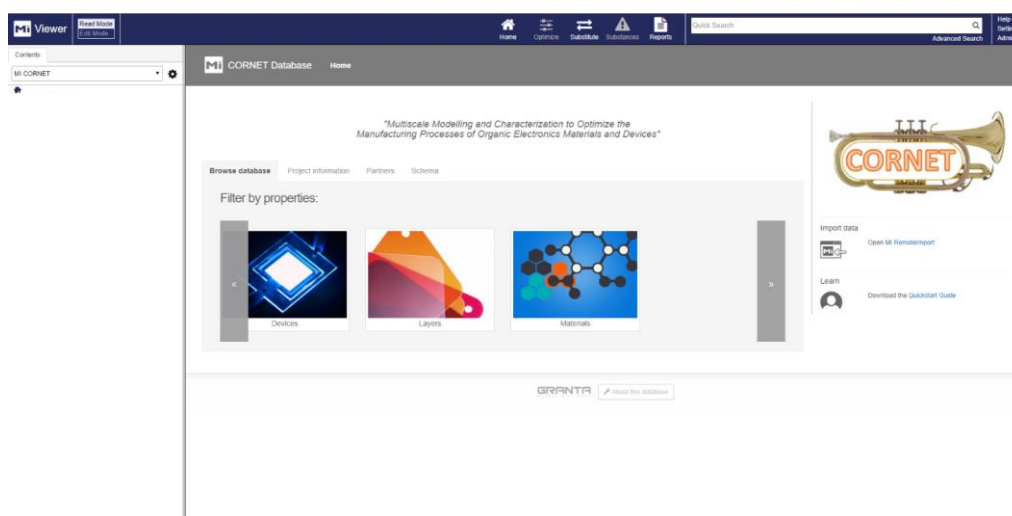 Mi Viewer
Read Mode
Edit Mode
Home
Optimize
Substitute
Substances
Reports
Quick Search
Advanced Search
Help
Contents
MI CORNET
Mi CORNET Database Home
"Multiscale Modelling and Characterization to Optimize the
Manufacturing Processes of Organic Electronics Materials and Devices"
Browse database Project information Partners Schema
Filter by properties:
«
»
Devices
Layers
Materials
CORNET
Import data
Open MI RemoteImport
Learn
Download the Quickstart Guide
GRANTA
About this database